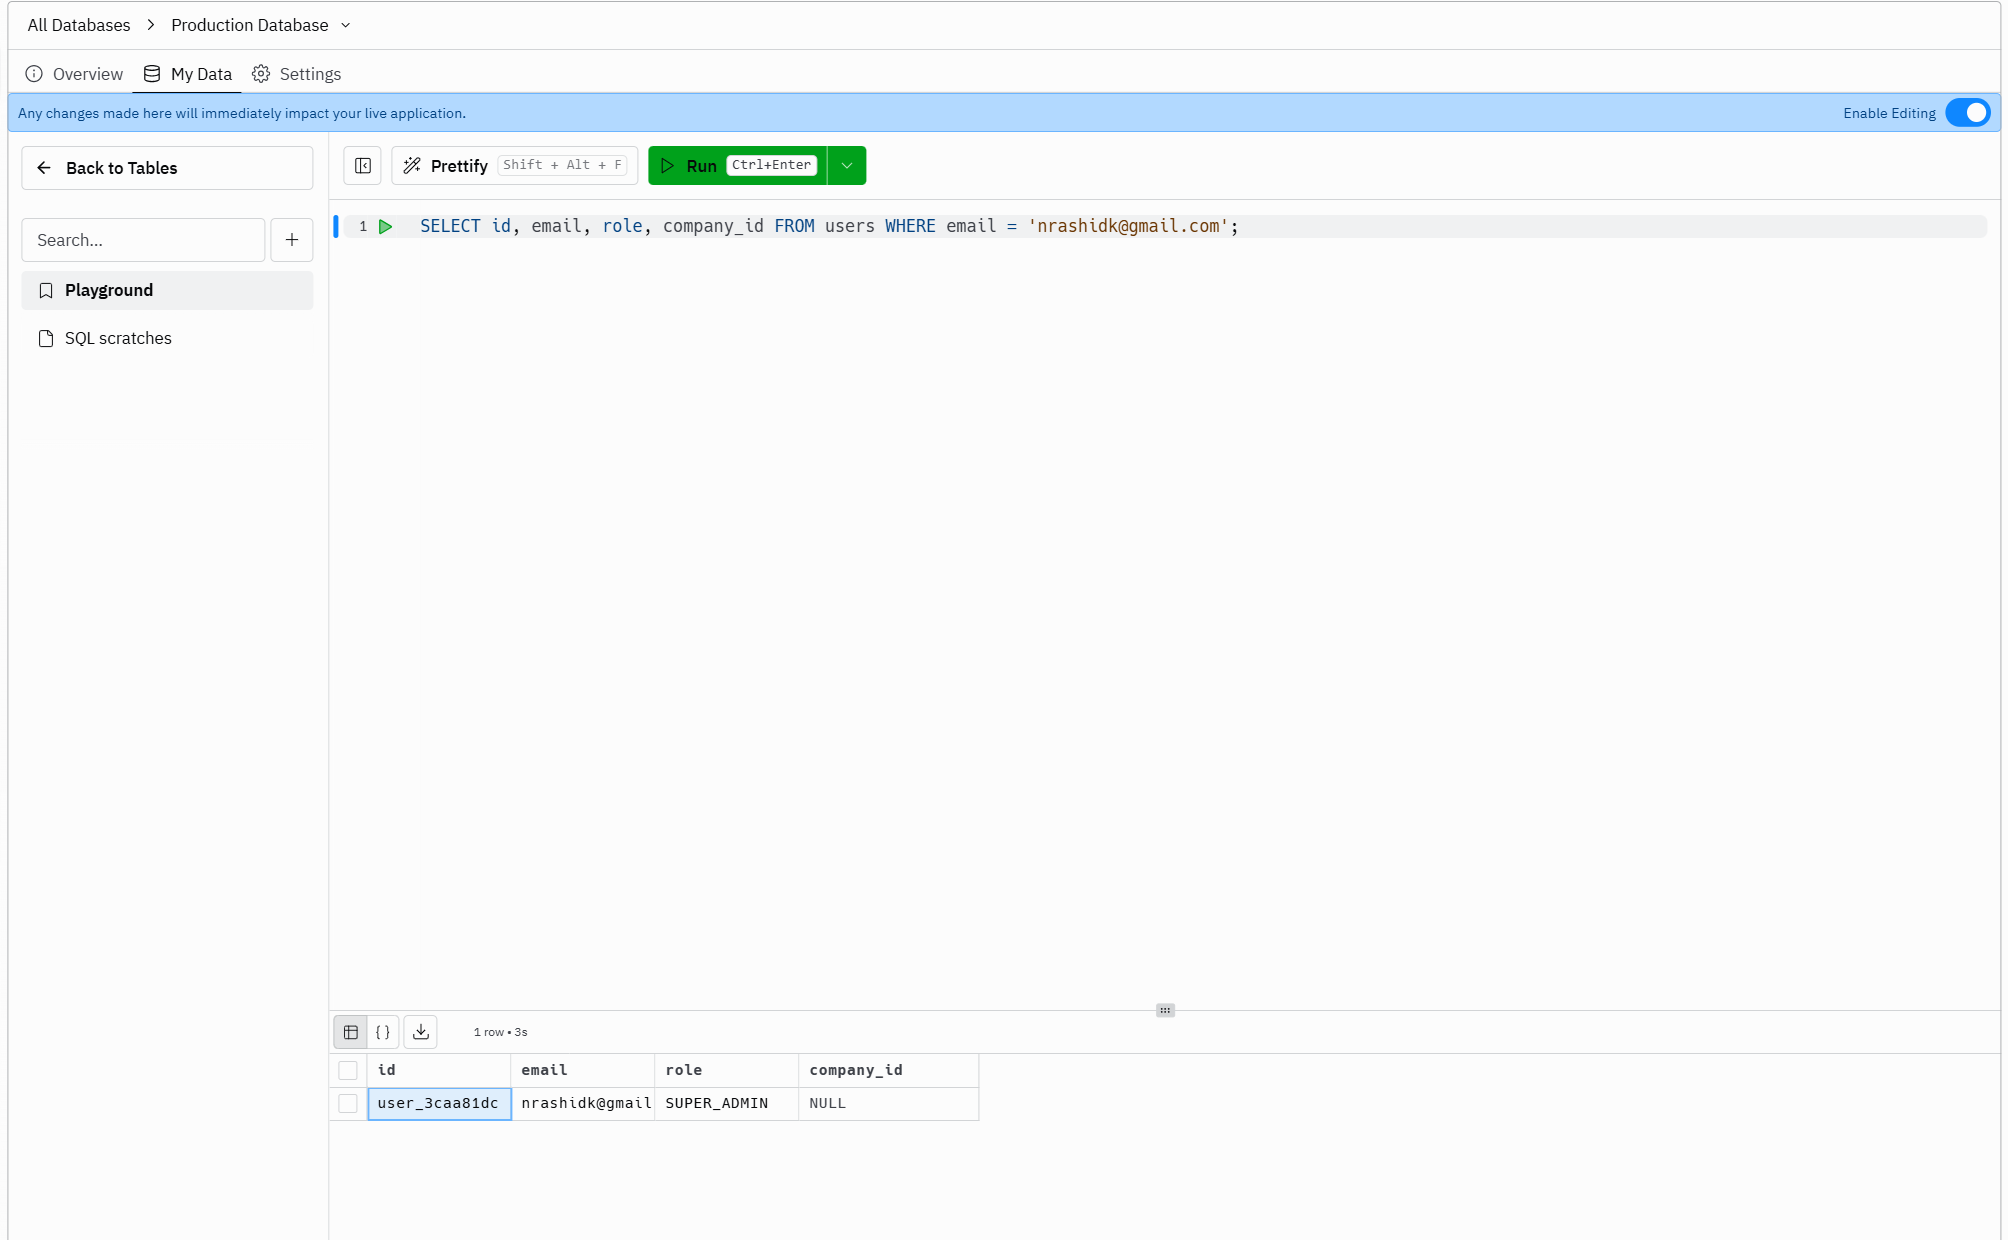 All Databases > Production Database
Overview My Data Settings
Any changes made here will immediately impact your live application. Enable Editing
Back to Tables
Prettify Shift + Alt + F Run Ctrl+Enter
Search...
Playground
SQL scratches
1 SELECT id, email, role, company_id FROM users WHERE email = 'nrashidk@gmail.com';
{ } 1 row • 3s
id email role company_id
user_3caa81dc nrashidk@gmail SUPER_ADMIN NULL